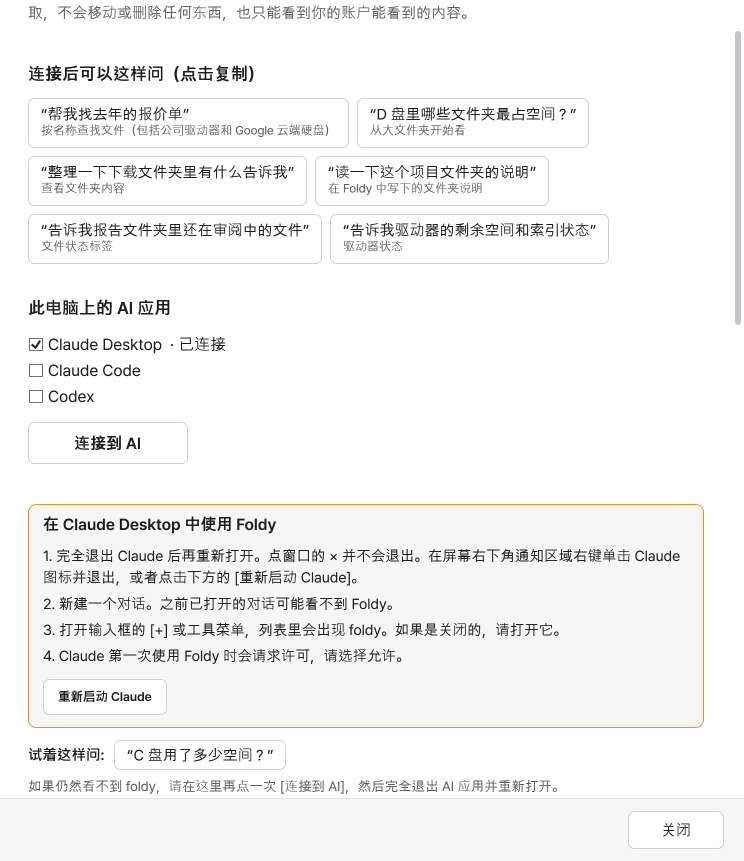 取，不会移动或删除任何东西，也只能看到你的账户能看到的内容。
连接后可以这样问（点击复制）
“帮我找去年的报价单”
按名称查找文件（包括公司驱动器和 Google 云端硬盘）
“D 盘里哪些文件夹最占空间？”
从大文件夹开始看
“整理一下下载文件夹里有什么告诉我”
查看文件夹内容
“读一下这个项目文件夹的说明”
在 Foldy 中写下的文件夹说明
“告诉我报告文件夹里还在审阅中的文件”
文件状态标签
“告诉我驱动器的剩余空间和索引状态”
驱动器状态
此电脑上的 AI 应用
Claude Desktop · 已连接
Claude Code
Codex
连接到 AI
在 Claude Desktop 中使用 Foldy
1. 完全退出 Claude 后再重新打开。点窗口的 × 并不会退出。在屏幕右下角通知区域右键单击 Claude
图标并退出，或者点击下方的 [重新启动 Claude]。
2. 新建一个对话。之前已打开的对话可能看不到 Foldy。
3. 打开输入框的 [+] 或工具菜单，列表里会出现 foldy。如果是关闭的，请打开它。
4. Claude 第一次使用 Foldy 时会请求许可，请选择允许。
重新启动 Claude
试着这样问: “C 盘用了多少空间？”
如果仍然看不到 foldy，请在这里再点一次 [连接到 AI]，然后完全退出 AI 应用并重新打开。
关闭